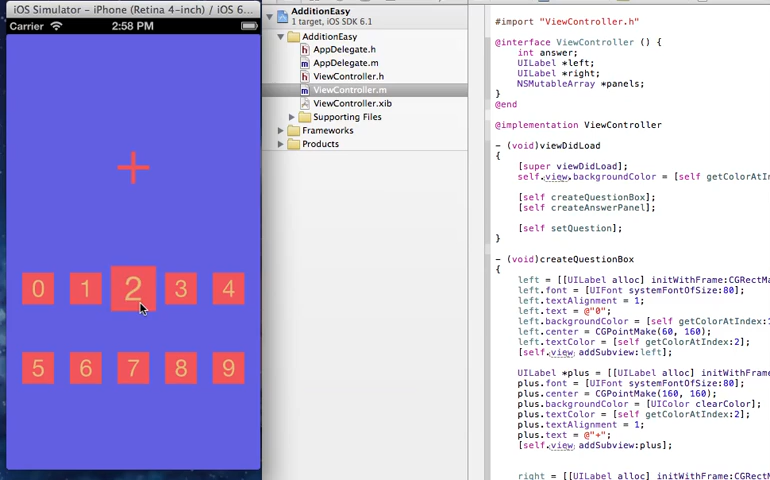 iOS Simulator - iPhone (Retina 4-inch) / iOS 6...
Carrier 2:58 PM
+
0 1 2 3 4
5 6 7 8 9
AdditionEasy
1 target, iOS SDK 6.1
AdditionEasy
AppDelegate.h
AppDelegate.m
ViewController.h
ViewController.m
ViewController.xib
Supporting Files
Frameworks
Products
#import "ViewController.h"
@interface ViewController () {
int answer;
UILabel *left;
UILabel *right;
NSMutableArray *panels;
}
@end
@implementation ViewController
- (void)viewDidLoad
{
[super viewDidLoad];
self.view.backgroundColor = [self getColorAtI
[self createQuestionBox];
[self createAnswerPanel];
[self setQuestion];
}
- (void)createQuestionBox
{
left = [[UILabel alloc] initWithFrame:CGRect
left.font = [UIFont systemFontOfSize:80];
left.textAlignment = 1;
left.text = @"0";
left.backgroundColor = [self getColorAtIndex:
left.center = CGPointMake(60, 160);
left.textColor = [self getColorAtIndex:2];
[self.view addSubview:left];
UILabel *plus = [[UILabel alloc] initWithFrame
plus.font = [UIFont systemFontOfSize:80];
plus.center = CGPointMake(160, 160);
plus.backgroundColor = [UIColor clearColor];
plus.textColor = [self getColorAtIndex:2];
plus.textAlignment = 1;
plus.text = @"+";
[self.view addSubview:plus];
right = [[UILabel alloc] initWithFrame:CGRect